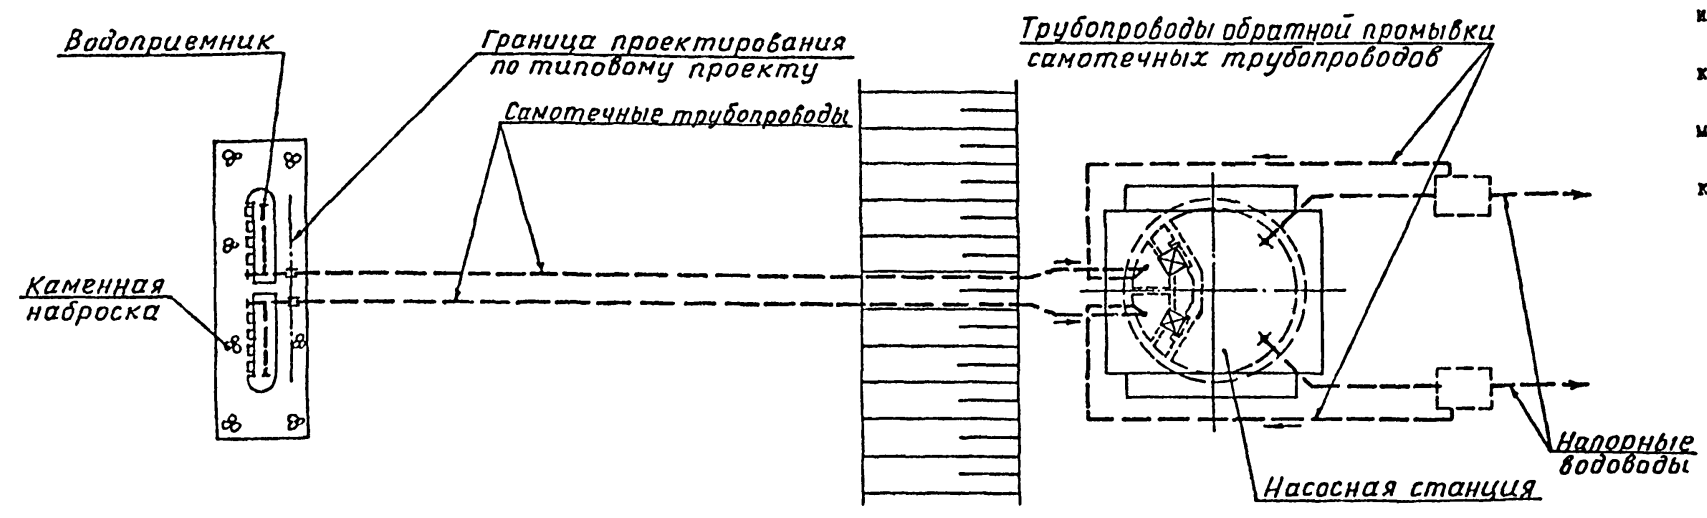 Водоприемник
Граница проектирования
по типовому проекту
Самотечные трубопроводы
Трубопроводы обратной промывки
самотечных трубопроводов
Каменная
наброска
Напорные
водоводы
Насосная станция
и
к
м
к